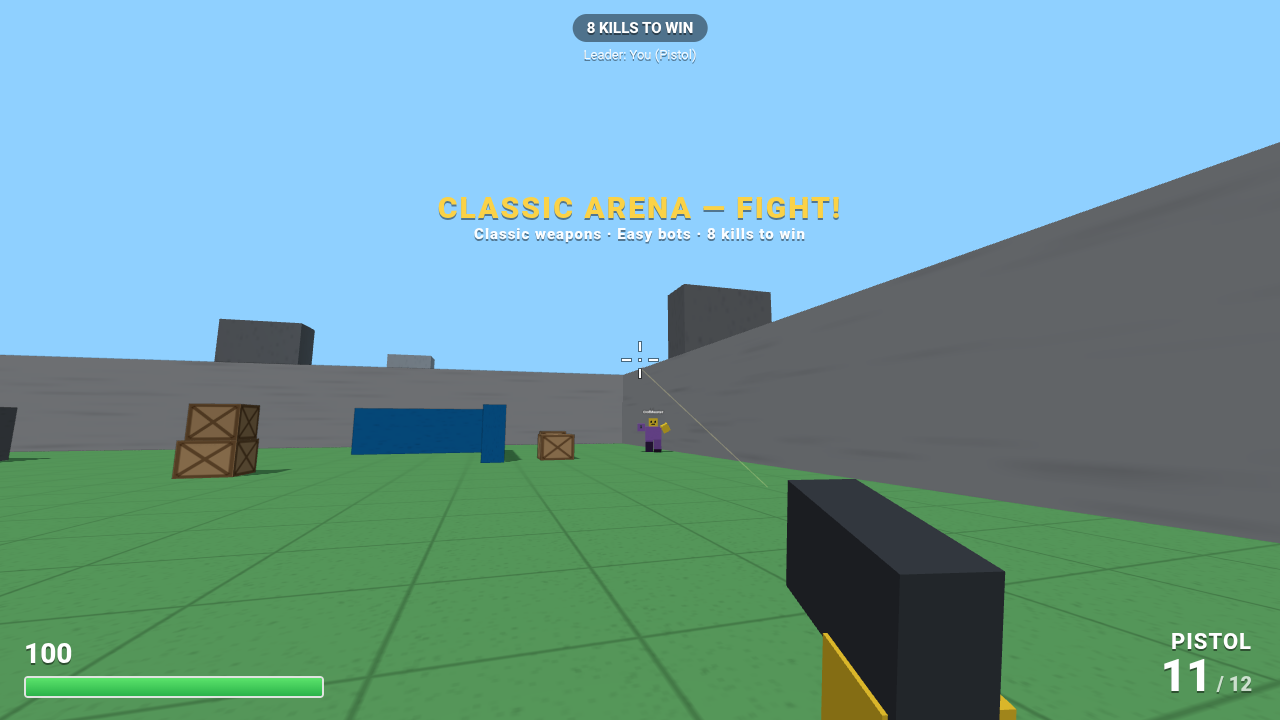 8 KILLS TO WIN
Leader: You (Pistol)
CLASSIC ARENA — FIGHT!
Classic weapons · Easy bots · 8 kills to win
100
PISTOL
11 / 12